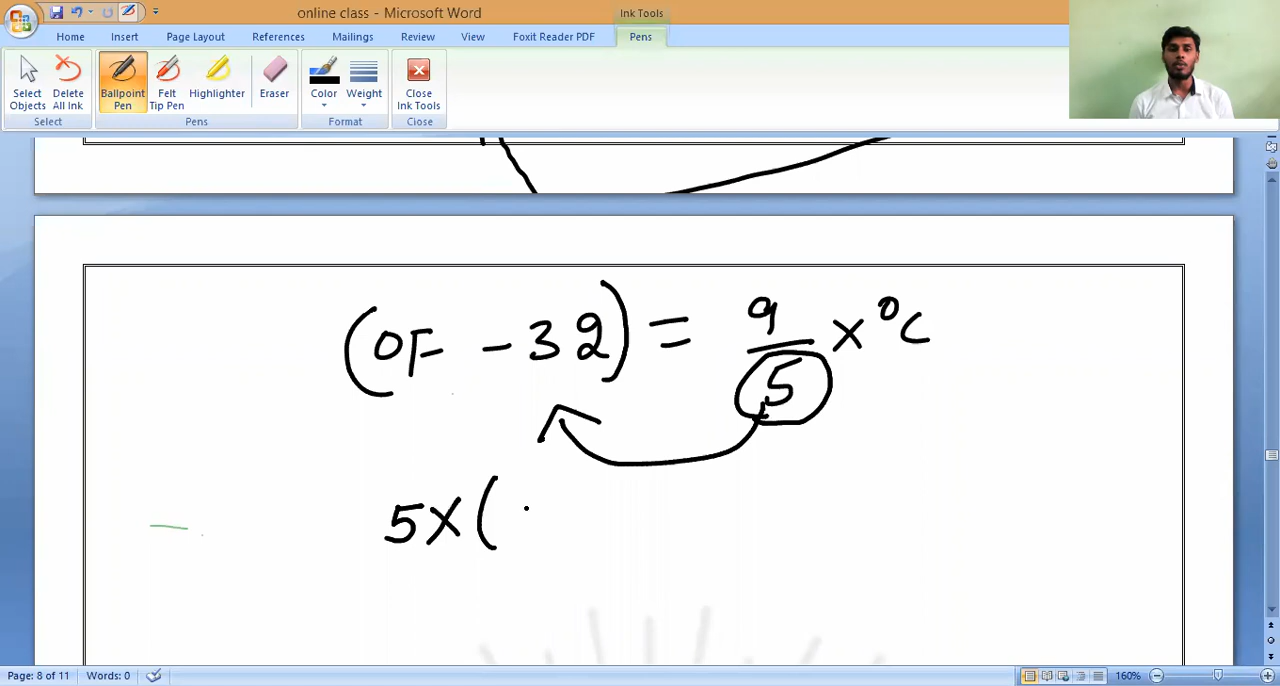 online class - Microsoft Word
Ink Tools
Home Insert Page Layout References Mailings Review View Foxit Reader PDF Pens
Select Objects
Delete All Ink
Ballpoint Pen
Felt Tip Pen
Highlighter
Eraser
Color
Weight
Close Ink Tools
Select Pens Format Close
(0F - 32) = 9/5 X ⁰C
5X(
Page: 8 of 11 Words: 0 160%